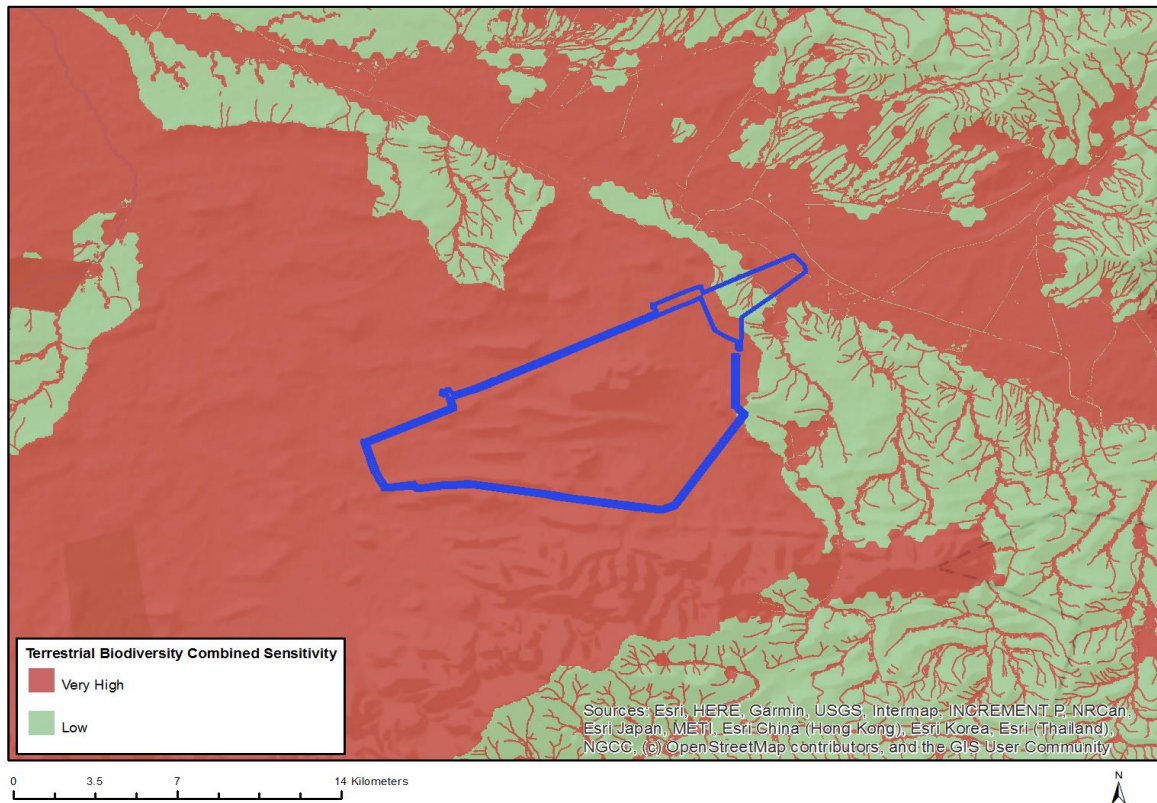 Terrestrial Biodiversity Combined Sensitivity
Very High
Low
Sources: Esri, HERE, Garmin, USGS, Intermap, INCREMENT P, NRCan,
Esri Japan, METI, Esri China (Hong Kong), Esri Korea, Esri (Thailand),
NGCC, (c) OpenStreetMap contributors, and the GIS User Community
0 3.5 7 14 Kilometers
N